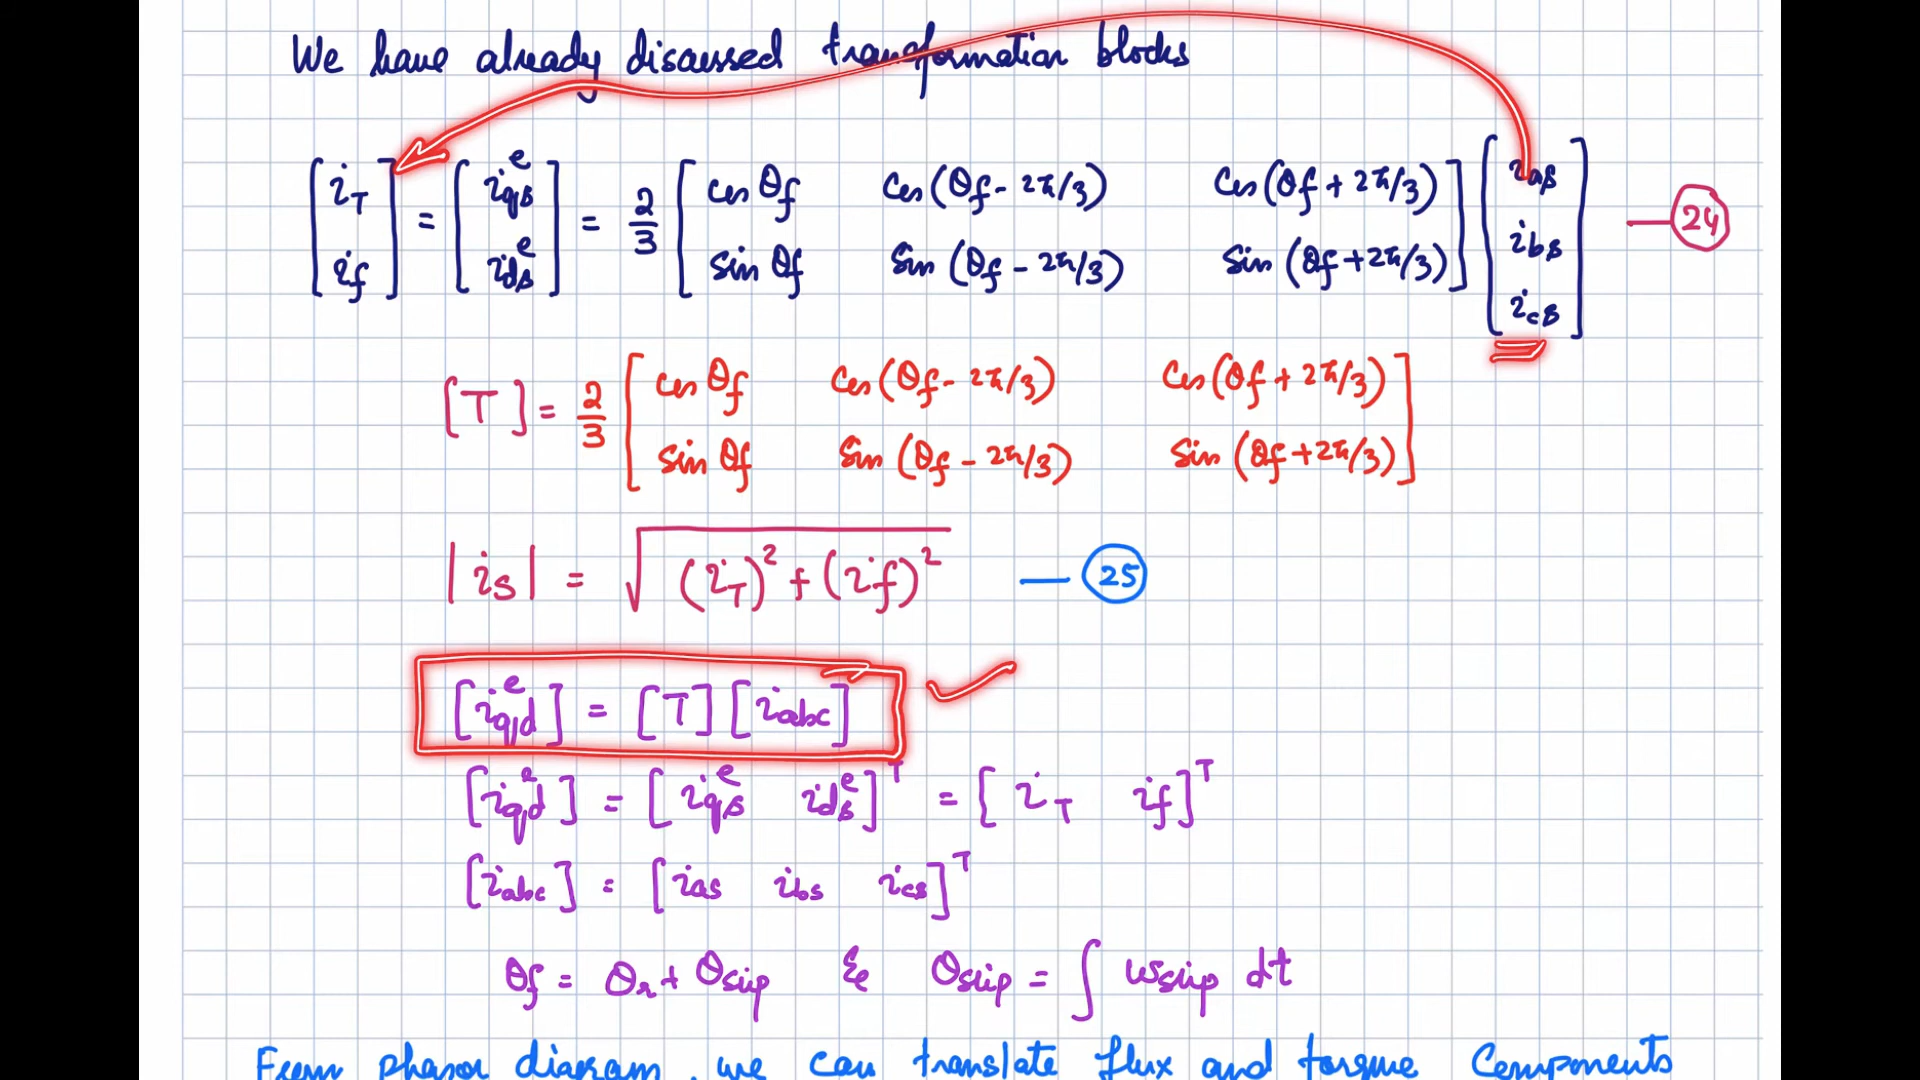 We have already discussed transformation blocks
[iT if] = [iqs^e ids^e] = 2/3 [cos θf cos(θf - 2π/3) cos(θf + 2π/3) sin θf sin(θf - 2π/3) sin(θf + 2π/3)] [ias ibs ics] — 24
[T] = 2/3 [cos θf cos(θf - 2π/3) cos(θf + 2π/3) sin θf sin(θf - 2π/3) sin(θf + 2π/3)]
|is| = √((iT)² + (if)²) — 25
[iqd^e] = [T] [iabc]
[iqd^e] = [iqs^e ids^e]^T = [iT if]^T
[iabc] = [ias ibs ics]^T
θf = θr + θslip & θslip = ∫ ωslip dt
From phasor diagram, we can translate flux and torque Components